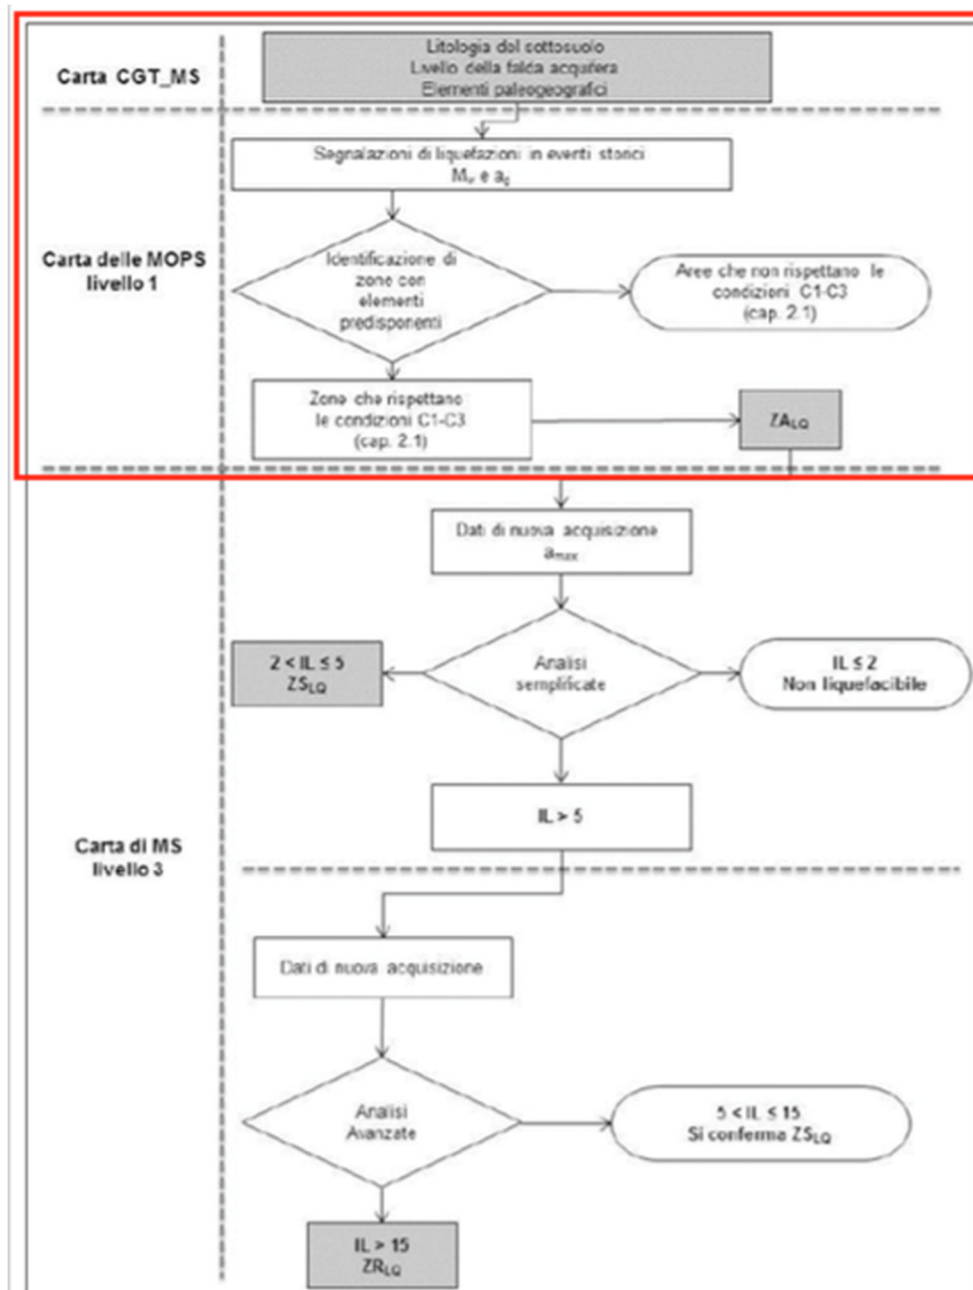 Litologia del sottosuolo
Livello della falda acquifera
Elementi paleogeografici
Carta CGT_MS
Segnalazioni di liquefazioni in eventi storici
Mw e ag
Carta delle MOPS
livello 1
Identificazione di
zone con
elementi
predisponenti
Aree che non rispettano le
condizioni C1-C3
(cap. 2.1)
Zone che rispettano
le condizioni C1-C3
(cap. 2.1)
ZALQ
Dati di nuova acquisizione
amax
2 < IL ≤ 5
ZSLQ
Analisi
semplificate
IL ≤ 2
Non liquefacibile
IL > 5
Carta di MS
livello 3
Dati di nuova acquisizione
Analisi
Avanzate
5 < IL ≤ 15
Si conferma ZSLQ
IL > 15
ZRLQ